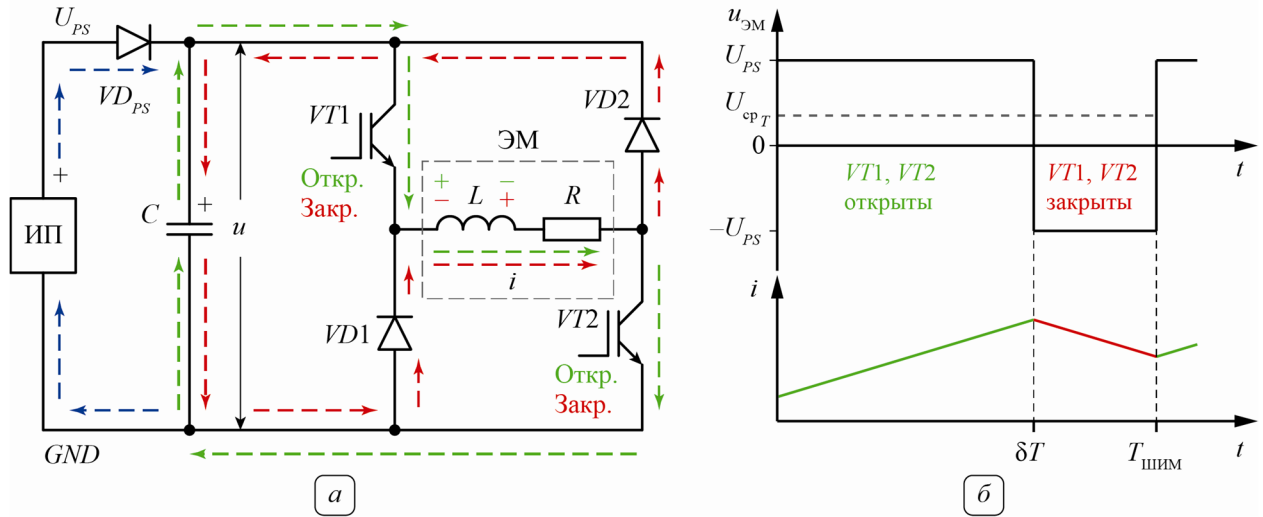 U_PS
VD_PS
+
ИП
C
+
u
GND
VT1
Откр.
Закр.
ЭМ
+ −
− +
L
R
i
VD1
VD2
VT2
Откр.
Закр.
а
u_ЭМ
U_PS
U_ср T
0
t
VT1, VT2
открыты
VT1, VT2
закрыты
−U_PS
i
δT
T_ШИМ
t
б